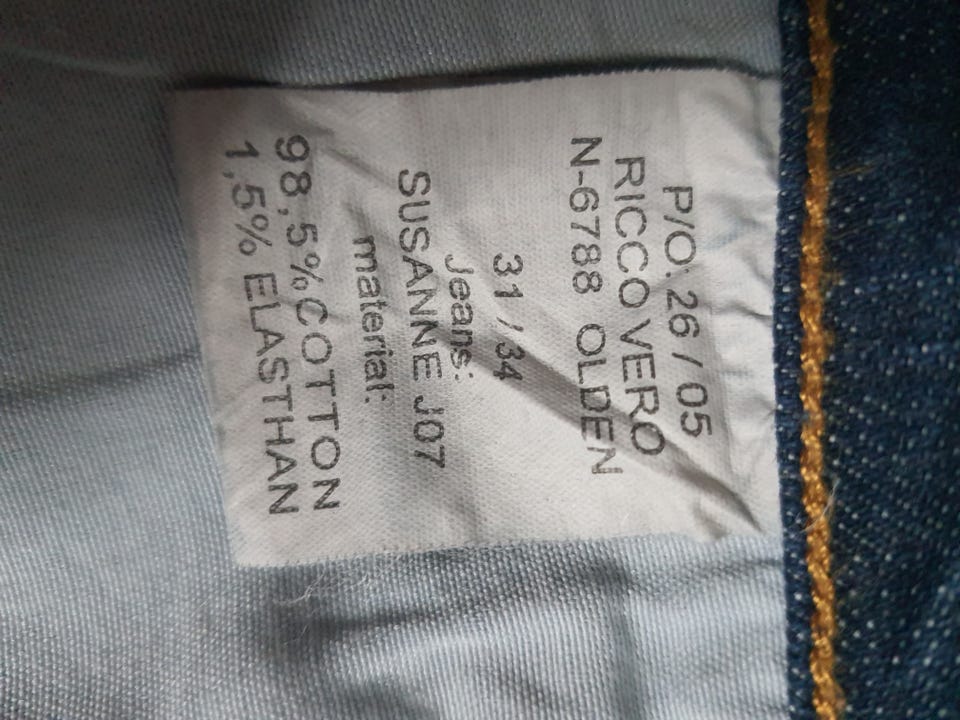 P/O: 26 / 05
RICCO VERO
N-6788 OLDEN
31 / 34
Jeans:
SUSANNE J07
material:
98,5%COTTON
1,5% ELASTHAN